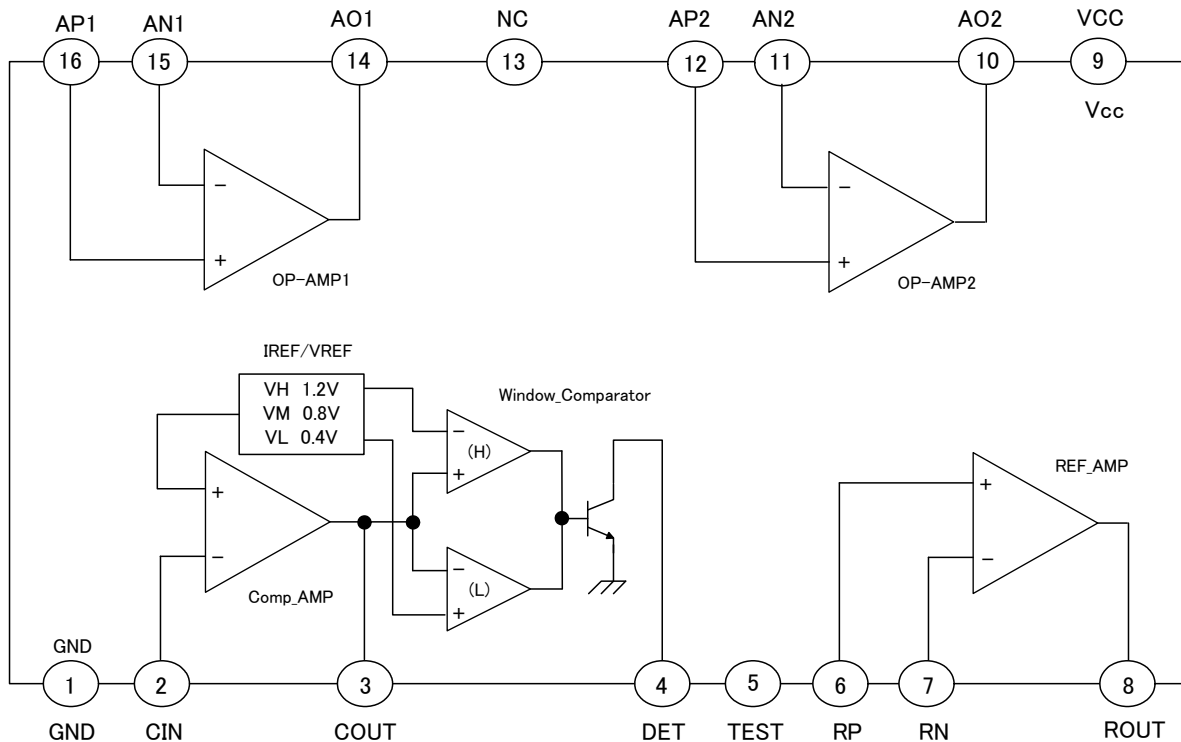 AP1 AN1 AO1 NC AP2 AN2 AO2 VCC
16 15 14 13 12 11 10 9
Vcc
−
+
OP-AMP1
−
+
OP-AMP2
IREF/VREF
VH 1.2V
VM 0.8V
VL 0.4V
Window_Comparator
−
(H)
+
+
−
Comp_AMP
−
(L)
+
REF_AMP
+
−
GND
1 2 3 4 5 6 7 8
GND CIN COUT DET TEST RP RN ROUT